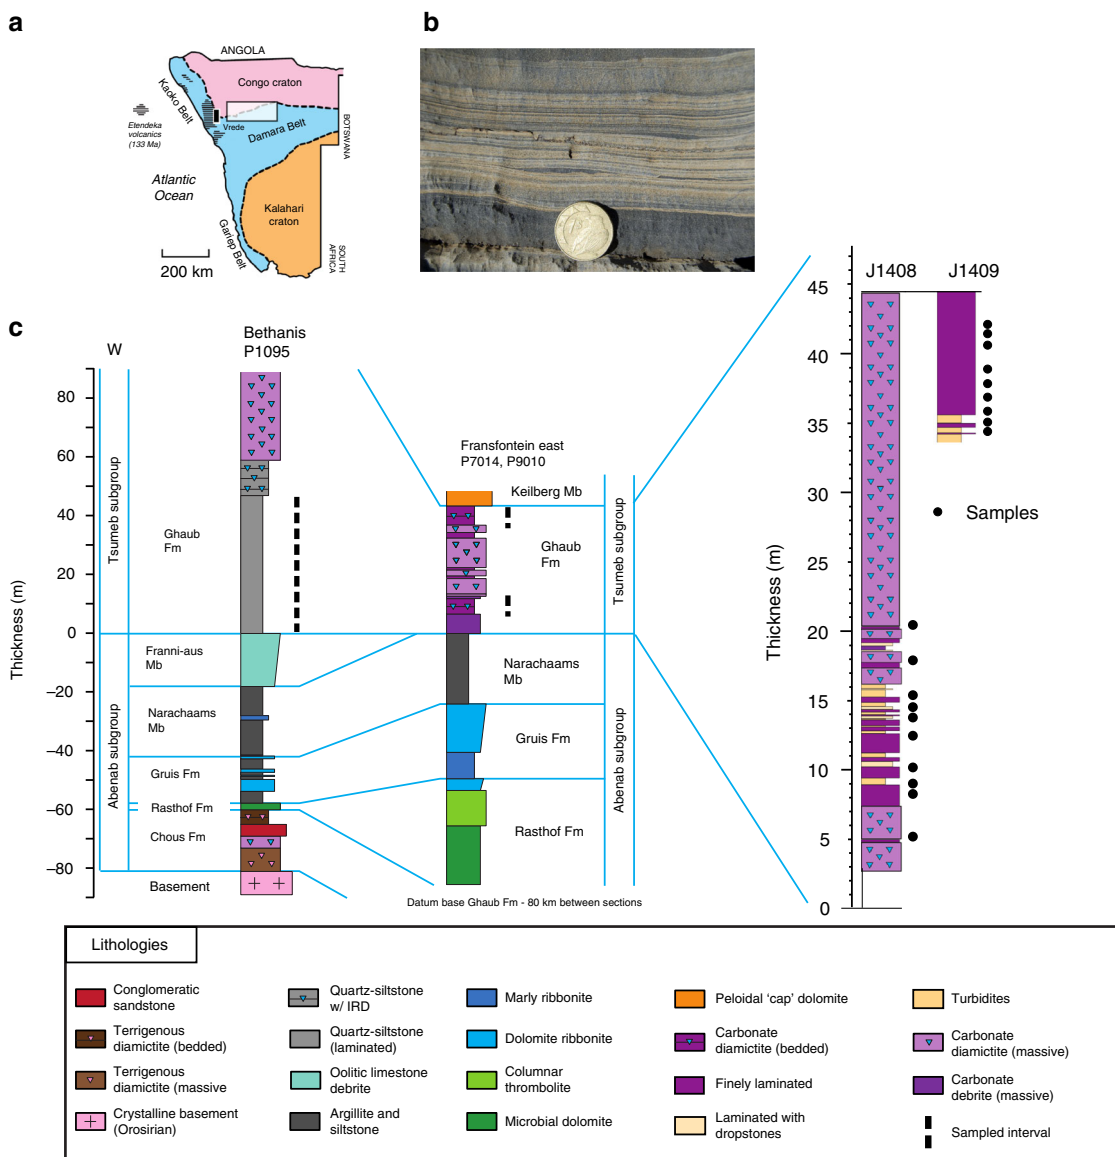 a
b
ANGOLA
Congo craton
Kaoko Belt
Etendeka
volcanics
(133 Ma)
Vrede
Damara Belt
BOTSWANA
Atlantic
Ocean
Kalahari
craton
Gariep Belt
SOUTH
AFRICA
200 km
c
W
Bethanis
P1095
Thickness (m)
80
60
40
20
0
–20
–40
–60
–80
Tsumeb subgroup
Abenab subgroup
Ghaub
Fm
Franni-aus
Mb
Narachaams
Mb
Gruis Fm
Rasthof Fm
Chous Fm
Basement
Fransfontein east
P7014, P9010
Keilberg Mb
Ghaub
Fm
Narachaams
Mb
Gruis Fm
Rasthof Fm
Tsumeb subgroup
Abenab subgroup
Datum base Ghaub Fm - 80 km between sections
J1408
J1409
Thickness (m)
45
40
35
30
25
20
15
10
5
0
Samples
Lithologies
Conglomeratic
sandstone
Terrigenous
diamictite (bedded)
Terrigenous
diamictite (massive
Crystalline basement
(Orosirian)
Quartz-siltstone
w/ IRD
Quartz-siltstone
(laminated)
Oolitic limestone
debrite
Argillite and
siltstone
Marly ribbonite
Dolomite ribbonite
Columnar
thrombolite
Microbial dolomite
Peloidal ‘cap’ dolomite
Carbonate
diamictite (bedded)
Finely laminated
Laminated with
dropstones
Turbidites
Carbonate
diamictite (massive)
Carbonate
debrite (massive)
Sampled interval